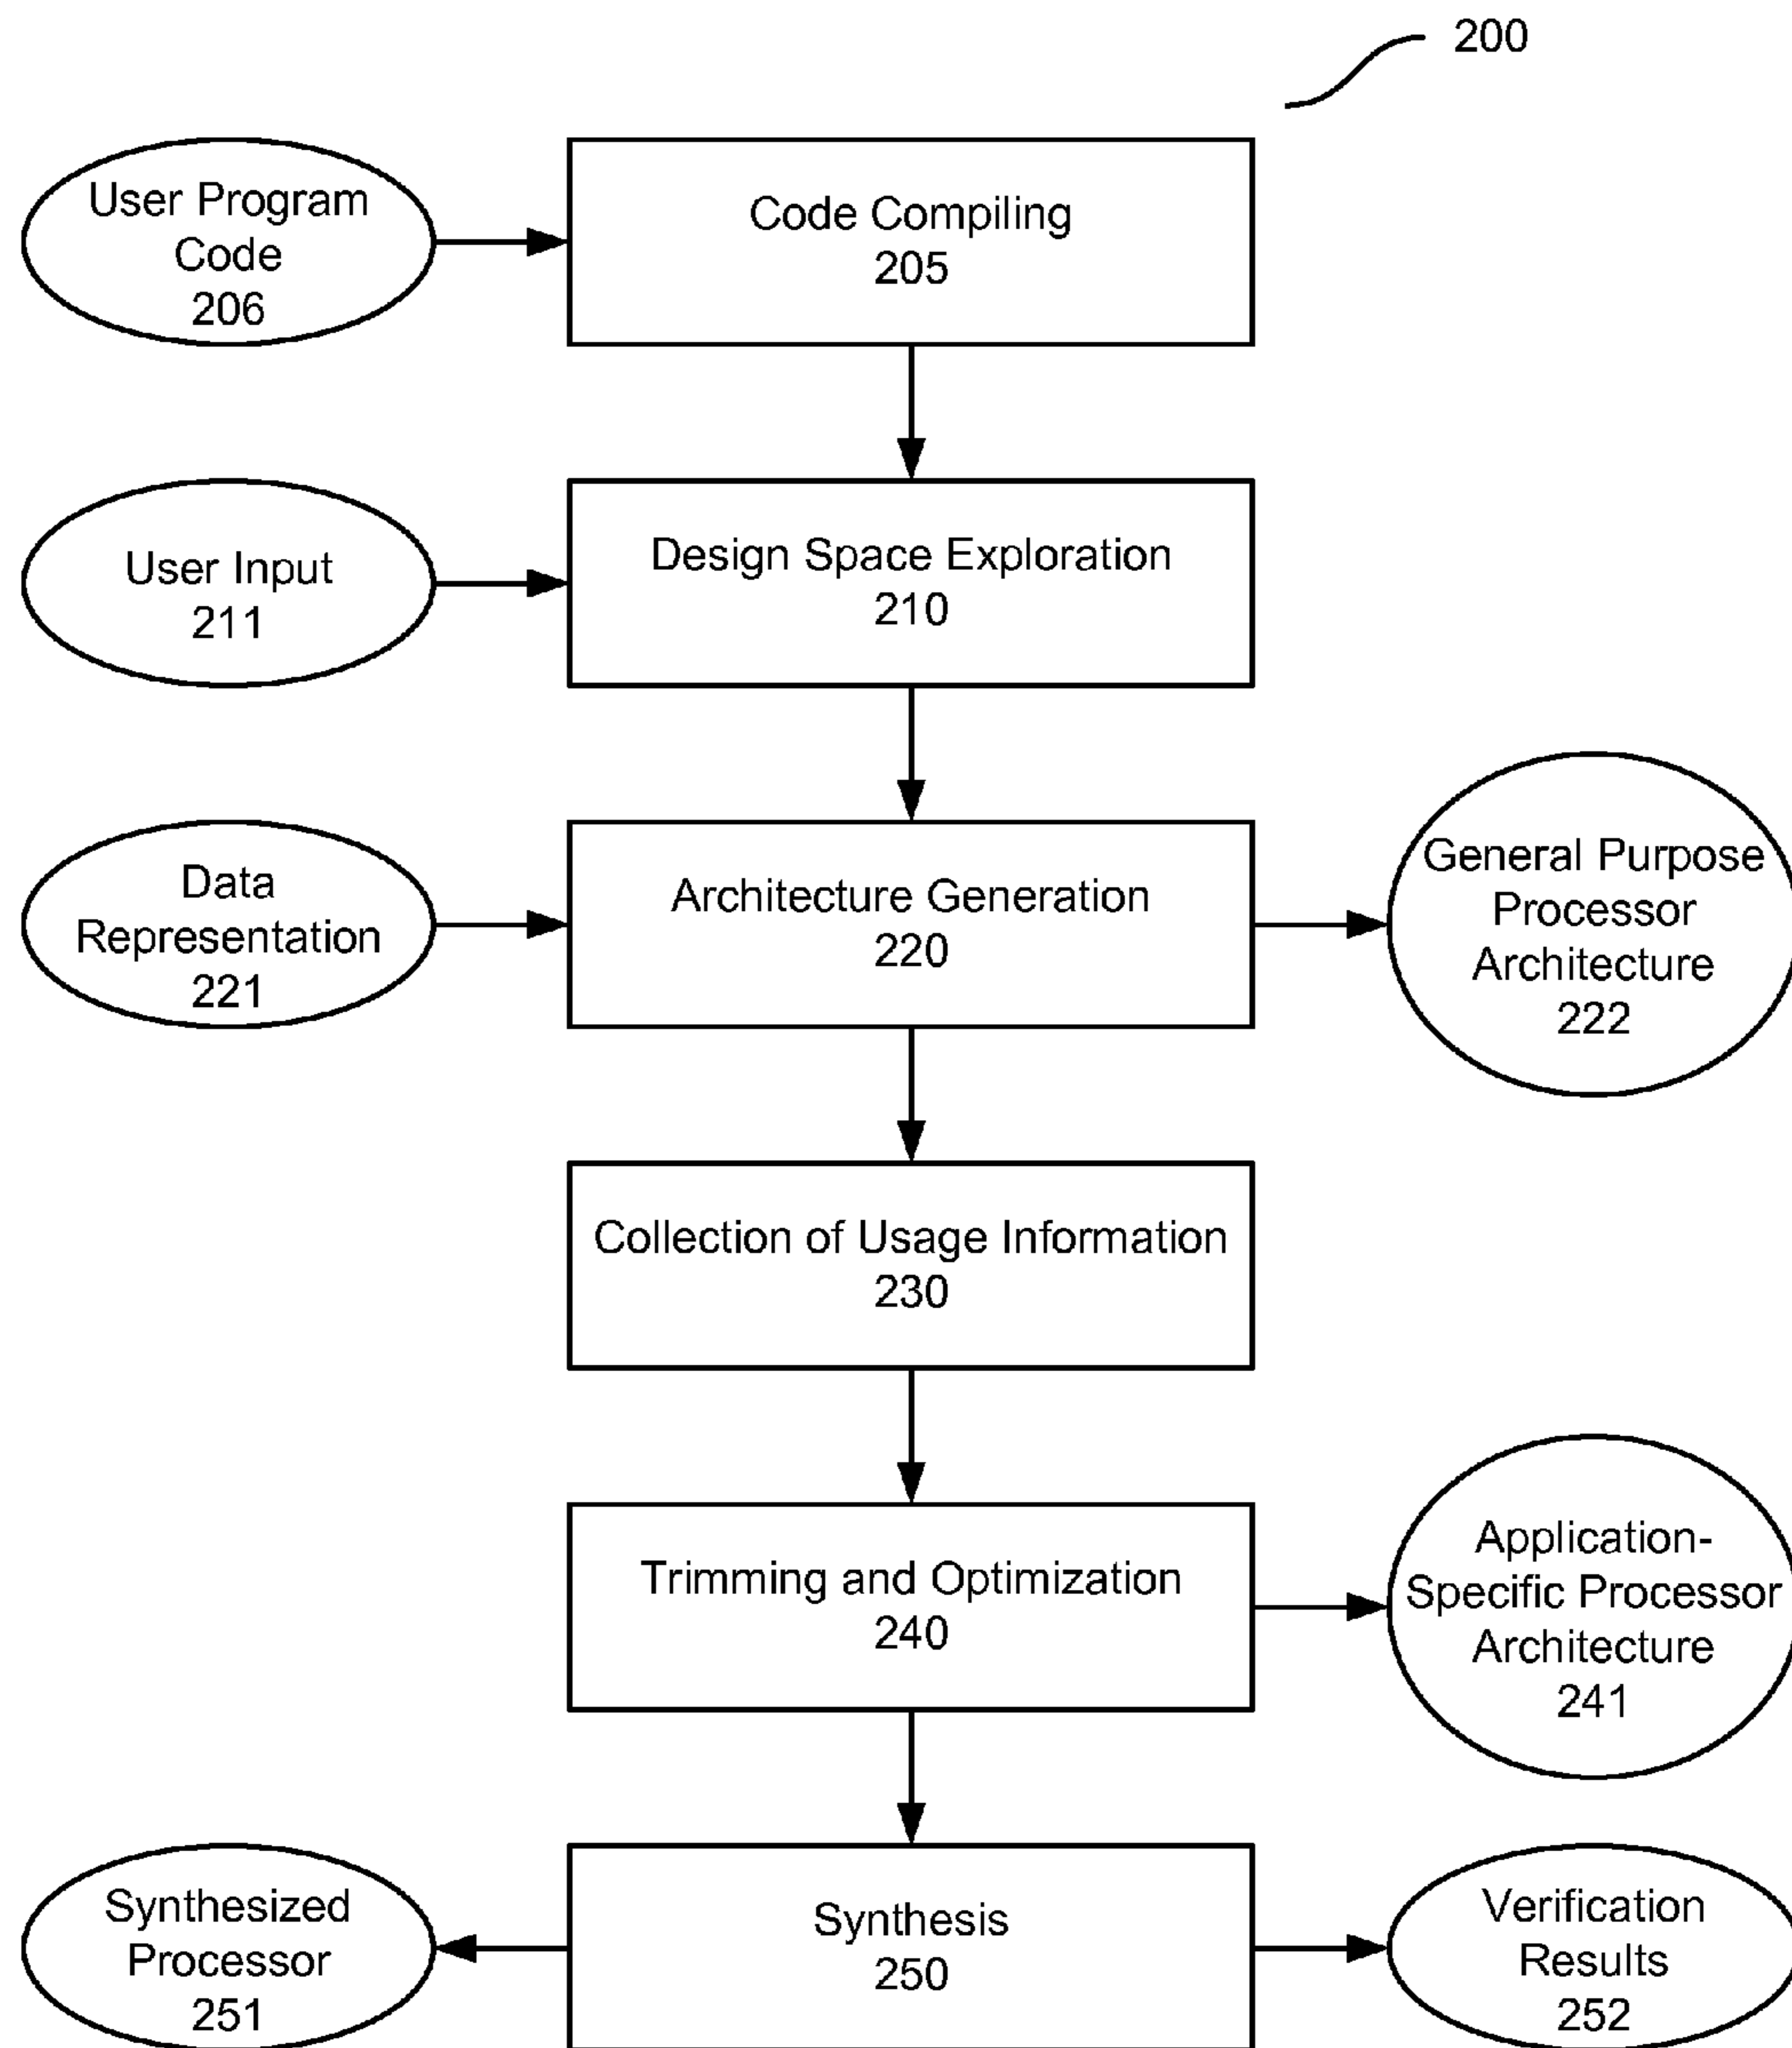 200
User Program
Code
206
Code Compiling
205
User Input
211
Design Space Exploration
210
Data
Representation
221
Architecture Generation
220
General Purpose
Processor
Architecture
222
Collection of Usage Information
230
Trimming and Optimization
240
Application-
Specific Processor
Architecture
241
Synthesized
Processor
251
Synthesis
250
Verification
Results
252